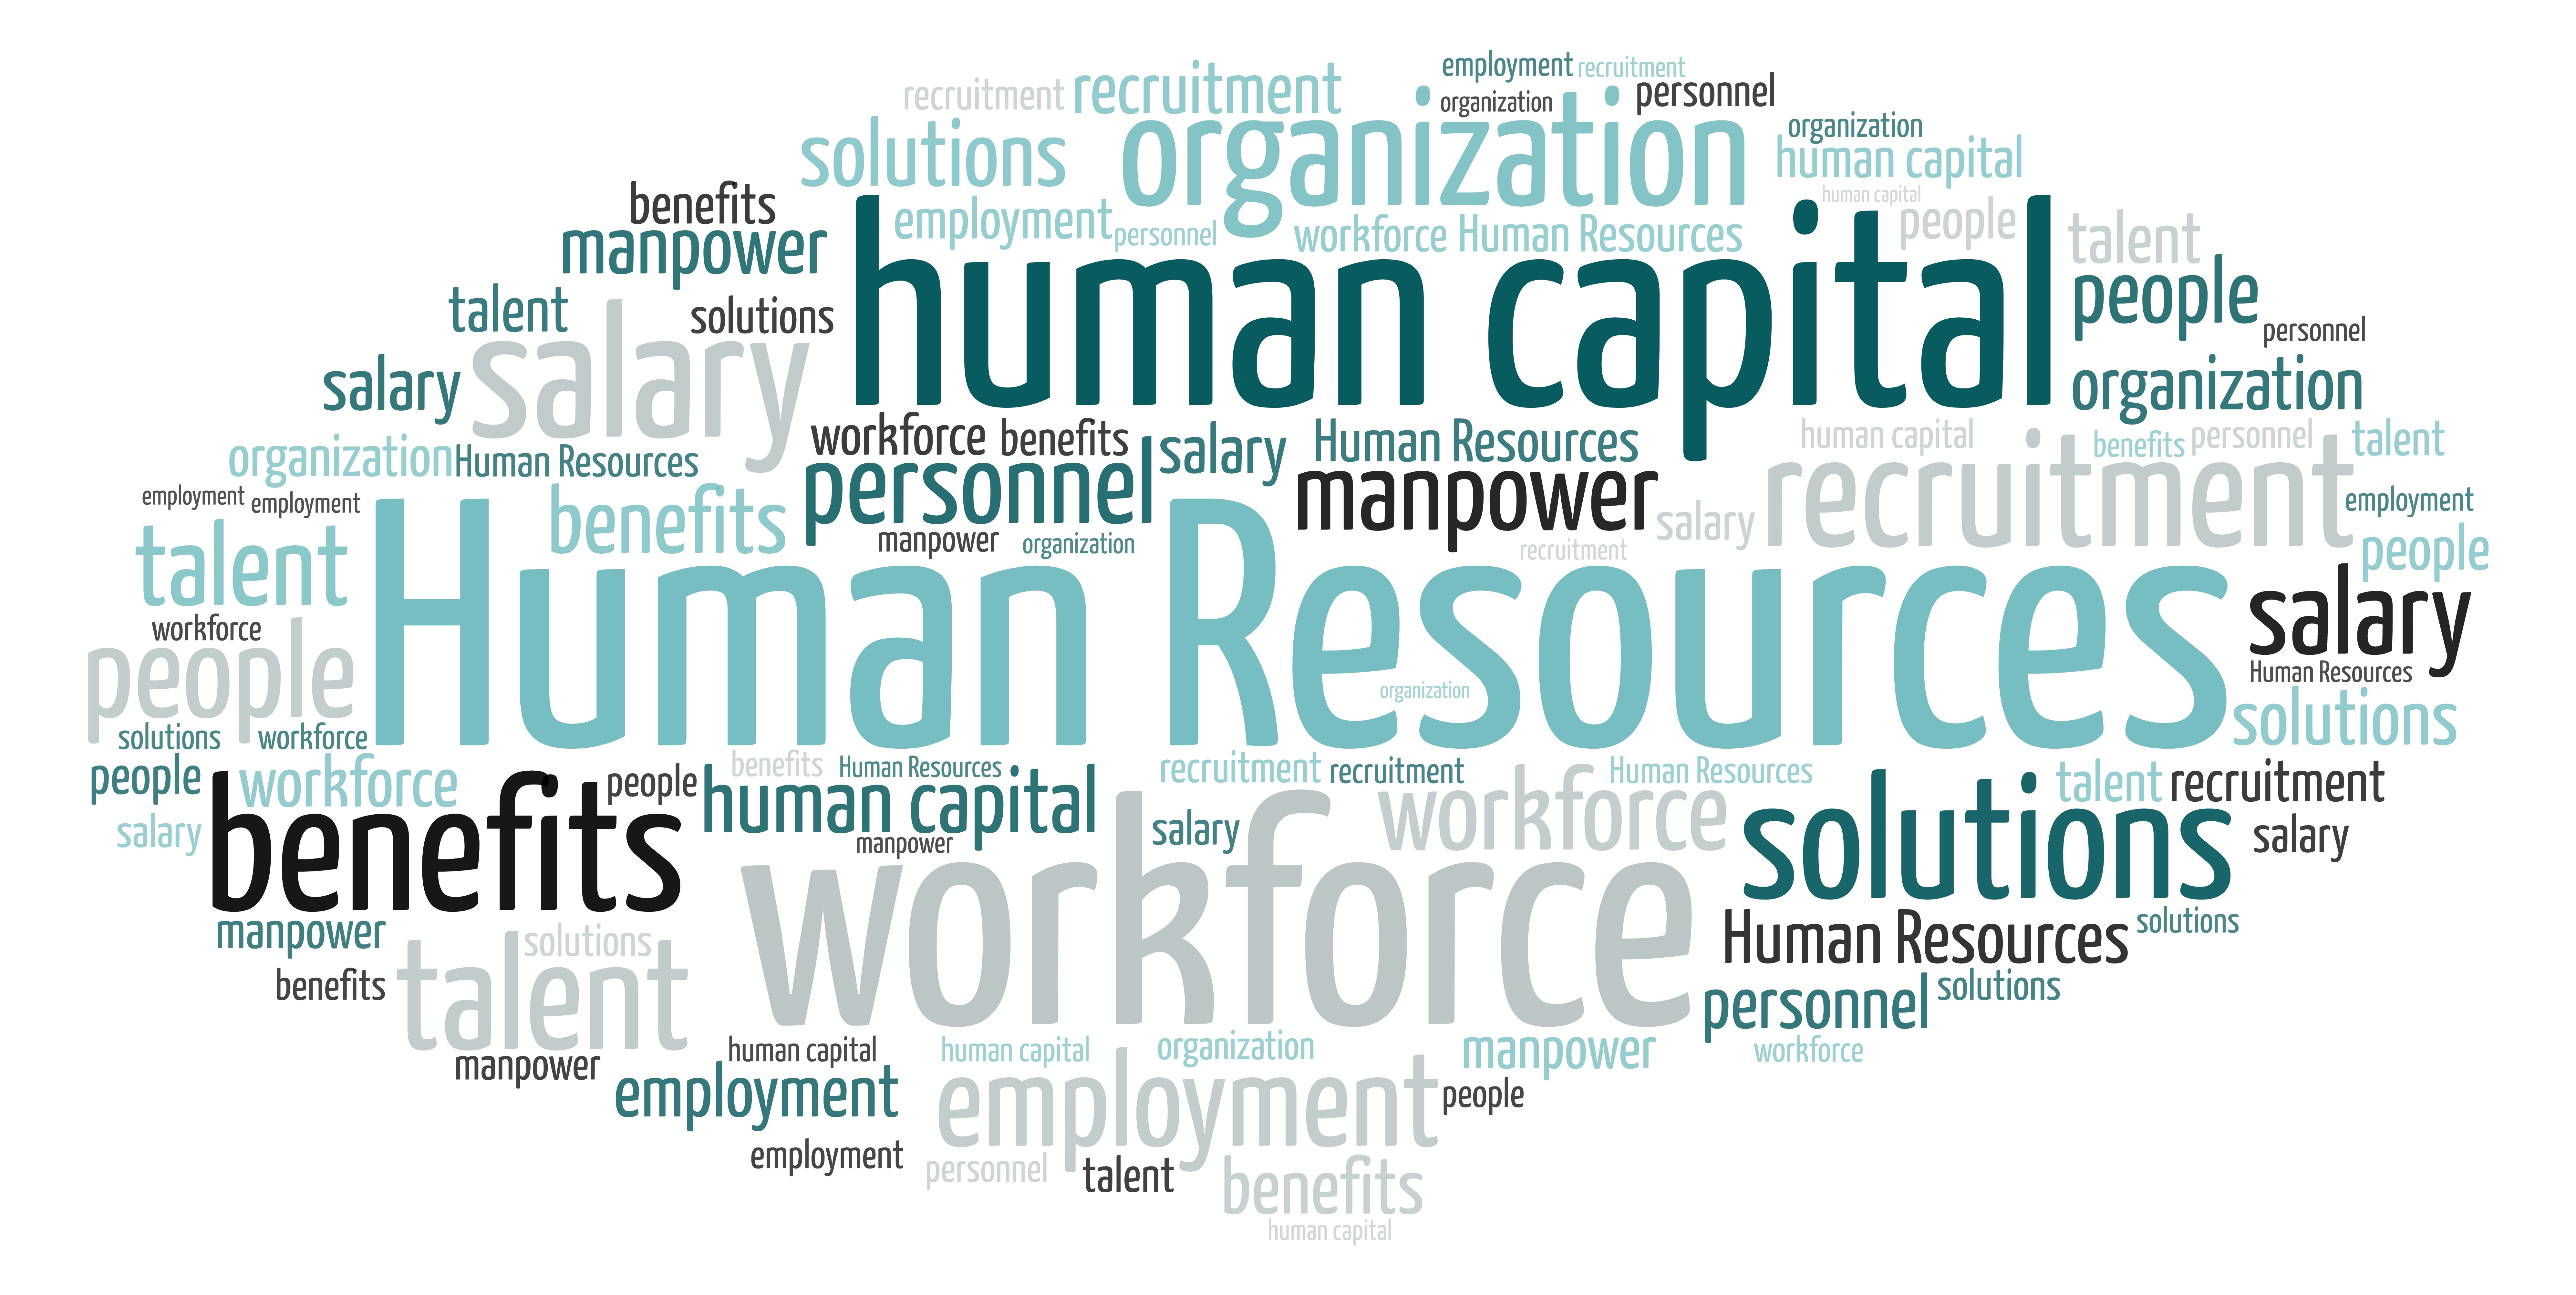 employment recruitment
recruitment recruitment organization personnel
solutions organization organization
human capital
benefits human capital
employment personnel workforce Human Resources people talent
manpower human capital people
talent solutions personnel
salary salary organization
workforce benefits salary Human Resources human capital benefits personnel talent
organization Human Resources personnel manpower recruitment
employment employment benefits salary employment
manpower organization recruitment people
talent Human Resources salary
workforce
people organization Human Resources
solutions workforce solutions
people workforce people benefits Human Resources recruitment recruitment Human Resources talent recruitment
salary benefits human capital salary workforce solutions salary
manpower
manpower workforce Human Resources solutions
solutions
benefits talent personnel solutions
manpower human capital human capital organization manpower workforce
employment employment people
employment personnel talent benefits
human capital